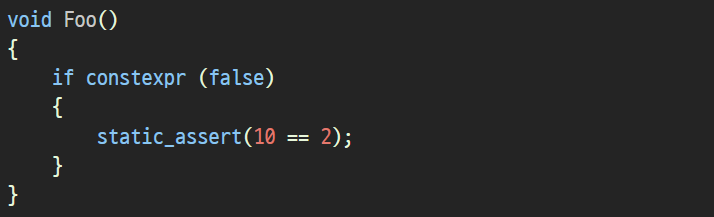 void Foo()
{
    if constexpr (false)
    {
        static_assert(10 == 2);
    }
}